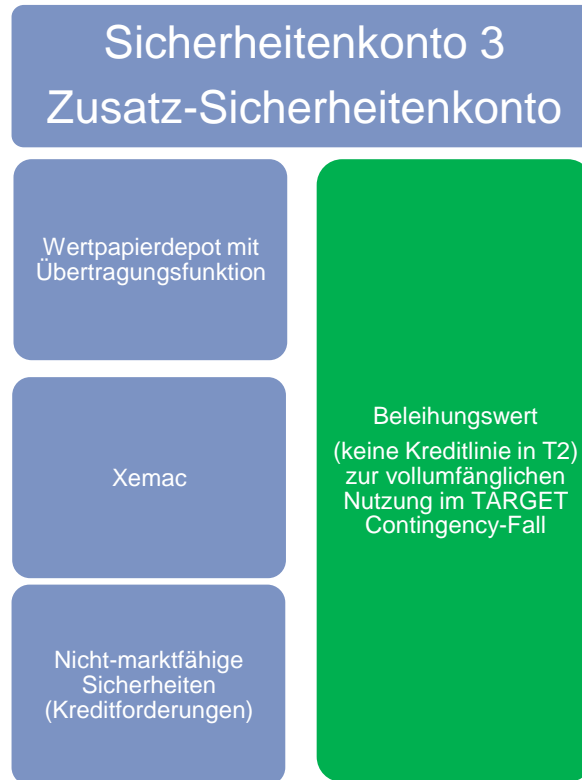 Sicherheitenkonto 3
Zusatz-Sicherheitenkonto
Wertpapierdepot mit
Übertragungsfunktion
Xemac
Nicht-marktfähige
Sicherheiten
(Kreditforderungen)
Beleihungswert
(keine Kreditlinie in T2)
zur vollumfänglichen
Nutzung im TARGET
Contingency-Fall